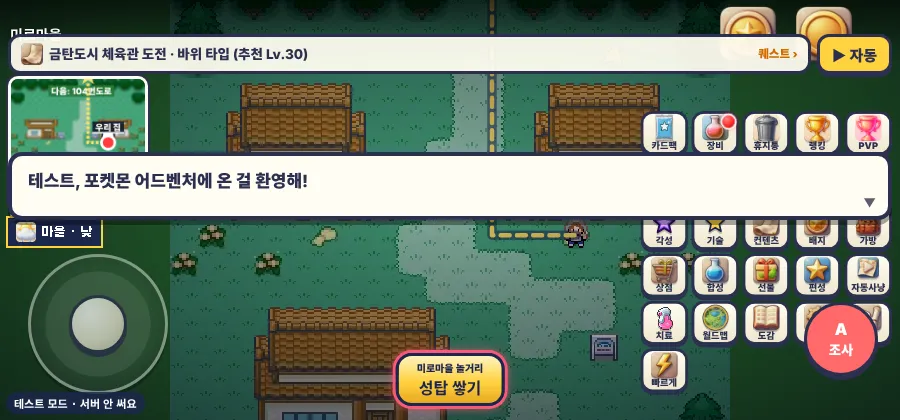 미로마을
금탄도시 체육관 도전 · 바위 타입 (추천 Lv.30)
퀘스트 ›
▶ 자동
다음: 104번도로
우리 집
카드팩
장비
휴지통
랭킹
PVP
테스트, 포켓몬 어드벤처에 온 걸 환영해!
▼
마을 · 낮
각성
기술
컨텐츠
배지
가방
상점
합성
선물
편성
자동사냥
치료
월드맵
도감
A
조사
미로마을 놀거리
성탑 쌓기
빠르게
테스트 모드 · 서버 안 써요